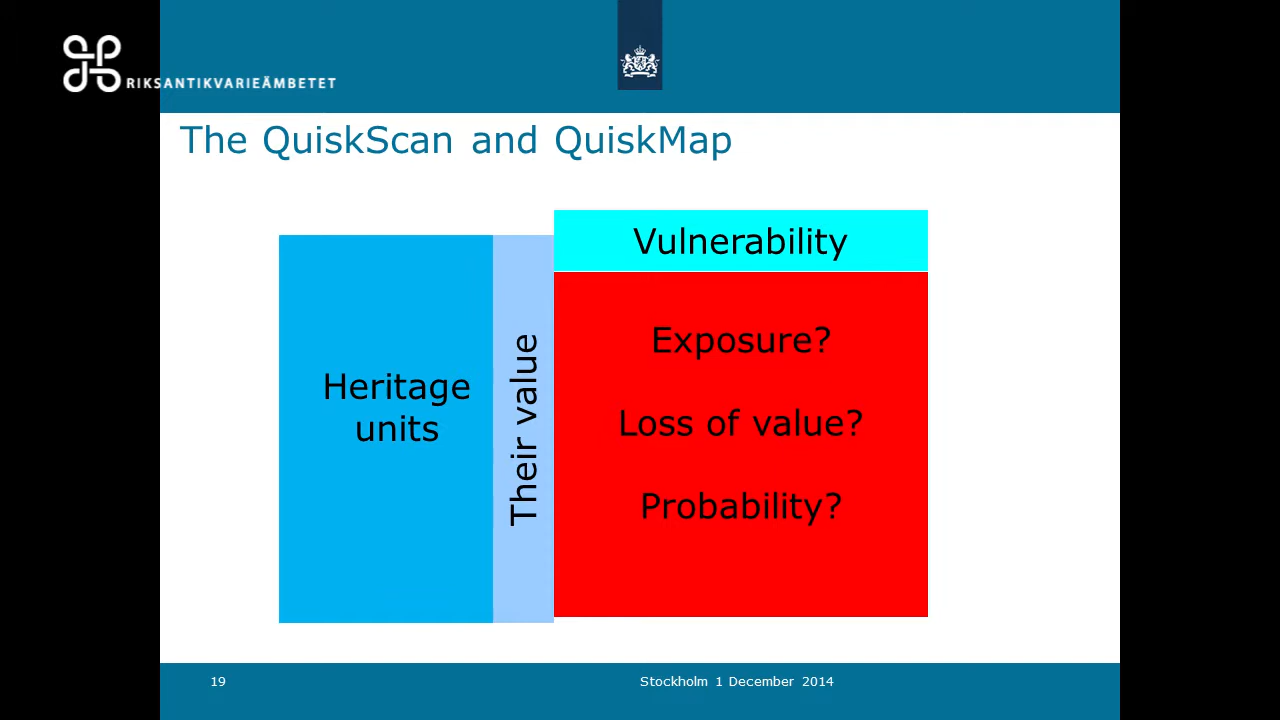 RIKSANTIKVARIEÄMBETET
The QuiskScan and QuiskMap
Vulnerability
Heritage
units
Their value
Exposure?
Loss of value?
Probability?
19
Stockholm 1 December 2014